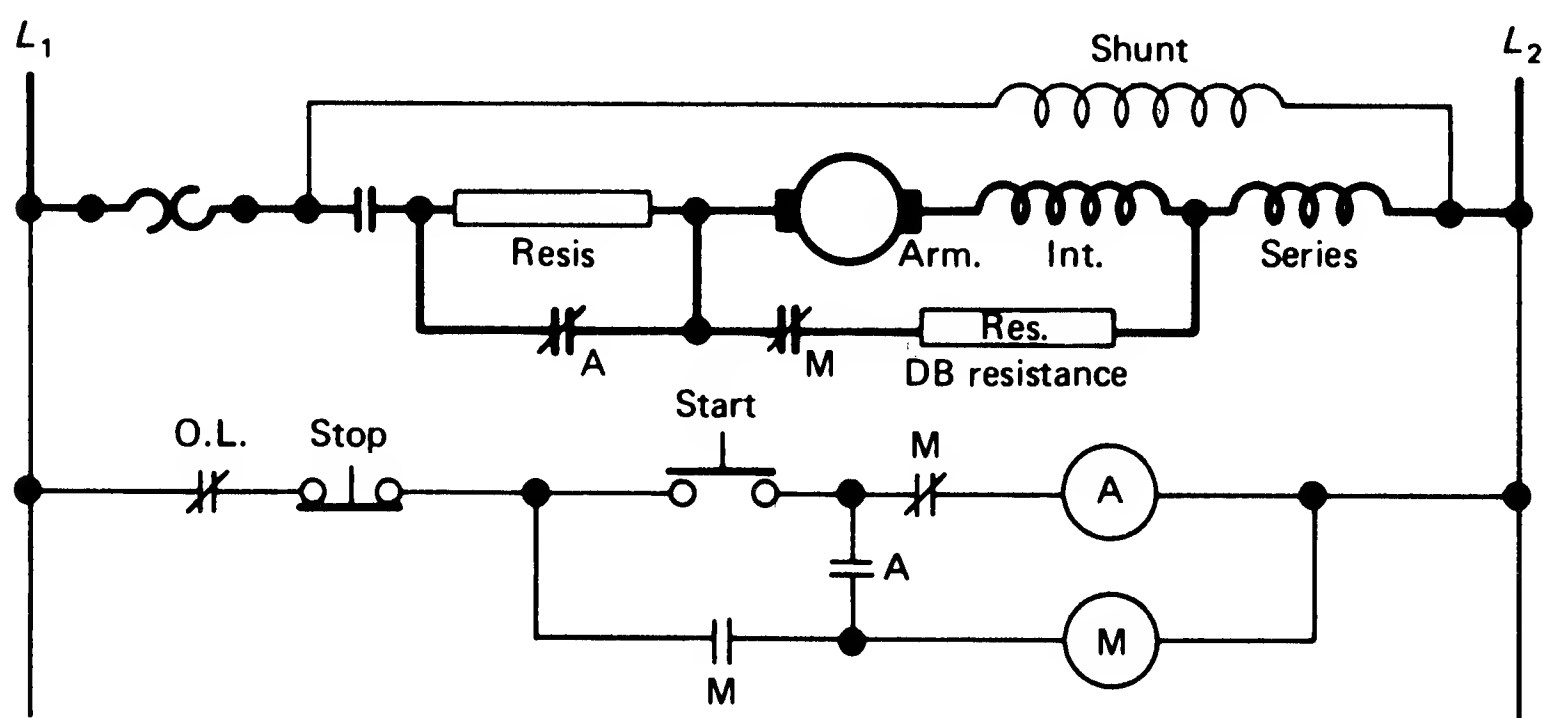 L1
L2
Shunt
Resis
Arm.
Int.
Series
A
M
Res.
DB resistance
Start
O.L.
Stop
M
A
A
M
M